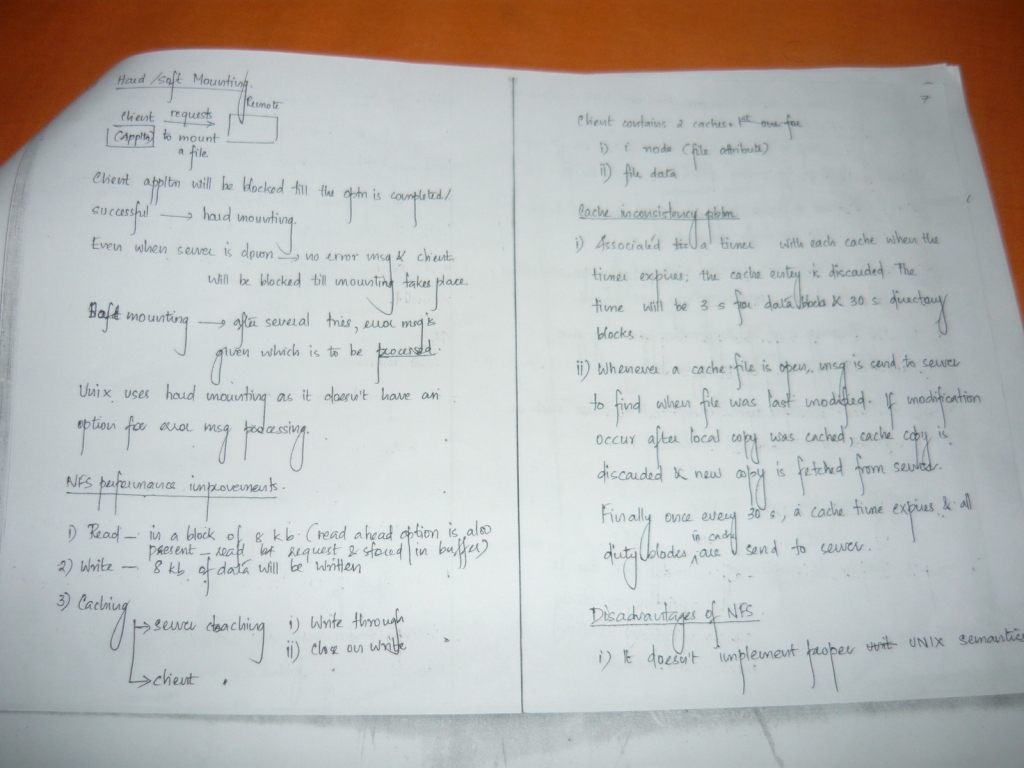 Hard /Soft Mounting.
Client requests Remote
(Appltn) to mount
a file
Client appltn will be blocked till the optn is completed/
successful → hard mounting.
Even when server is down → no error msg & client
will be blocked till mounting takes place.
Soft mounting → after several tries, error msg is
given which is to be processed.
Unix uses hard mounting as it doesn't have an
option for error msg processing.
NFS performance improvements.
1) Read — in a block of 8 kb (read ahead option is also
present — read bf request & stored in buffer)
2) Write — 8 kb of data will be written
3) Caching
→ server caching i) Write through
ii) Close on write
→ client
7
Client contains 2 caches. 1st one for
i) i node (file attribute)
ii) file data
Cache inconsistency pblm
i) Associated a timer with each cache when the
timer expires, the cache entry is discarded. The
time will be 3 s for data blocks & 30 s directory
blocks.
ii) Whenever a cache file is open, msg is send to server
to find when file was last modified. If modification
occur after local copy was cached, cache copy is
discarded & new copy is fetched from server.
Finally once every 30 s, a cache time expires & all
dirty blocks in cache are send to server.
Disadvantages of NFS.
i) It doesn't implement proper UNIX semantics